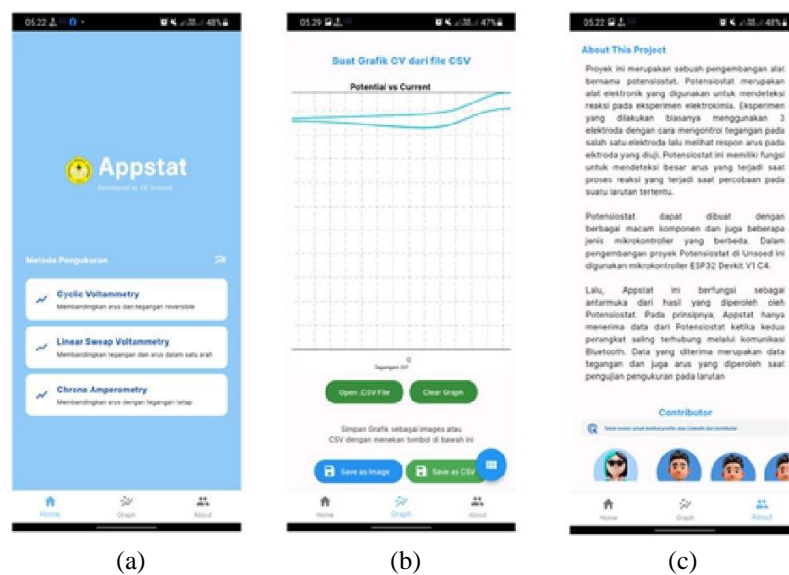 05.22
48%
Appstat
Developed by EE Unsoed
Metode Pengukuran
Cyclic Voltammetry
Membandingkan arus dan tegangan reversible
Linear Sweap Voltammetry
Membandingkan tegangan dan arus dalam satu arah
Chrono Amperometry
Membandingkan arus dengan tegangan tetap
Home
Graph
About
(a)
05.29
47%
Buat Grafik CV dari file CSV
Potential vs Current
0
Tegangan (V)
Open .CSV File
Clear Graph
Simpan Grafik sebagai images atau
CSV dengan menekan tombol di bawah ini
Save as Image
Save as CSV
Home
Graph
About
(b)
05.22
48%
About This Project
Proyek ini merupakan sebuah pengembangan alat
bernama potensiostat. Potensiostat merupakan
alat elektronik yang digunakan untuk mendeteksi
reaksi pada eksperimen elektrokimia. Eksperimen
yang dilakukan biasanya menggunakan 3
elektroda dengan cara mengontrol tegangan pada
salah satu elektroda lalu melihat respon arus pada
elktroda yang diuji. Potensiostat ini memiliki fungsi
untuk mendeteksi besar arus yang terjadi saat
proses reaksi yang terjadi saat percobaan pada
suatu larutan tertentu.
Potensiostat dapat dibuat dengan
berbagai macam komponen dan juga beberapa
jenis mikrokontroller yang berbeda. Dalam
pengembangan proyek Potensiostat di Unsoed ini
digunakan mikrokontroller ESP32 Devkit V1 C4.
Lalu, Appstat ini berfungsi sebagai
antarmuka dari hasil yang diperoleh oleh
Potensiostat. Pada prinsipnya, Appstat hanya
menerima data dari Potensiostat ketika kedua
perangkat saling terhubung melalui komunikasi
Bluetooth. Data yang diterima merupakan data
tegangan dan juga arus yang diperoleh saat
pengujian pengukuran pada larutan
Contributor
Home
Graph
About
(c)